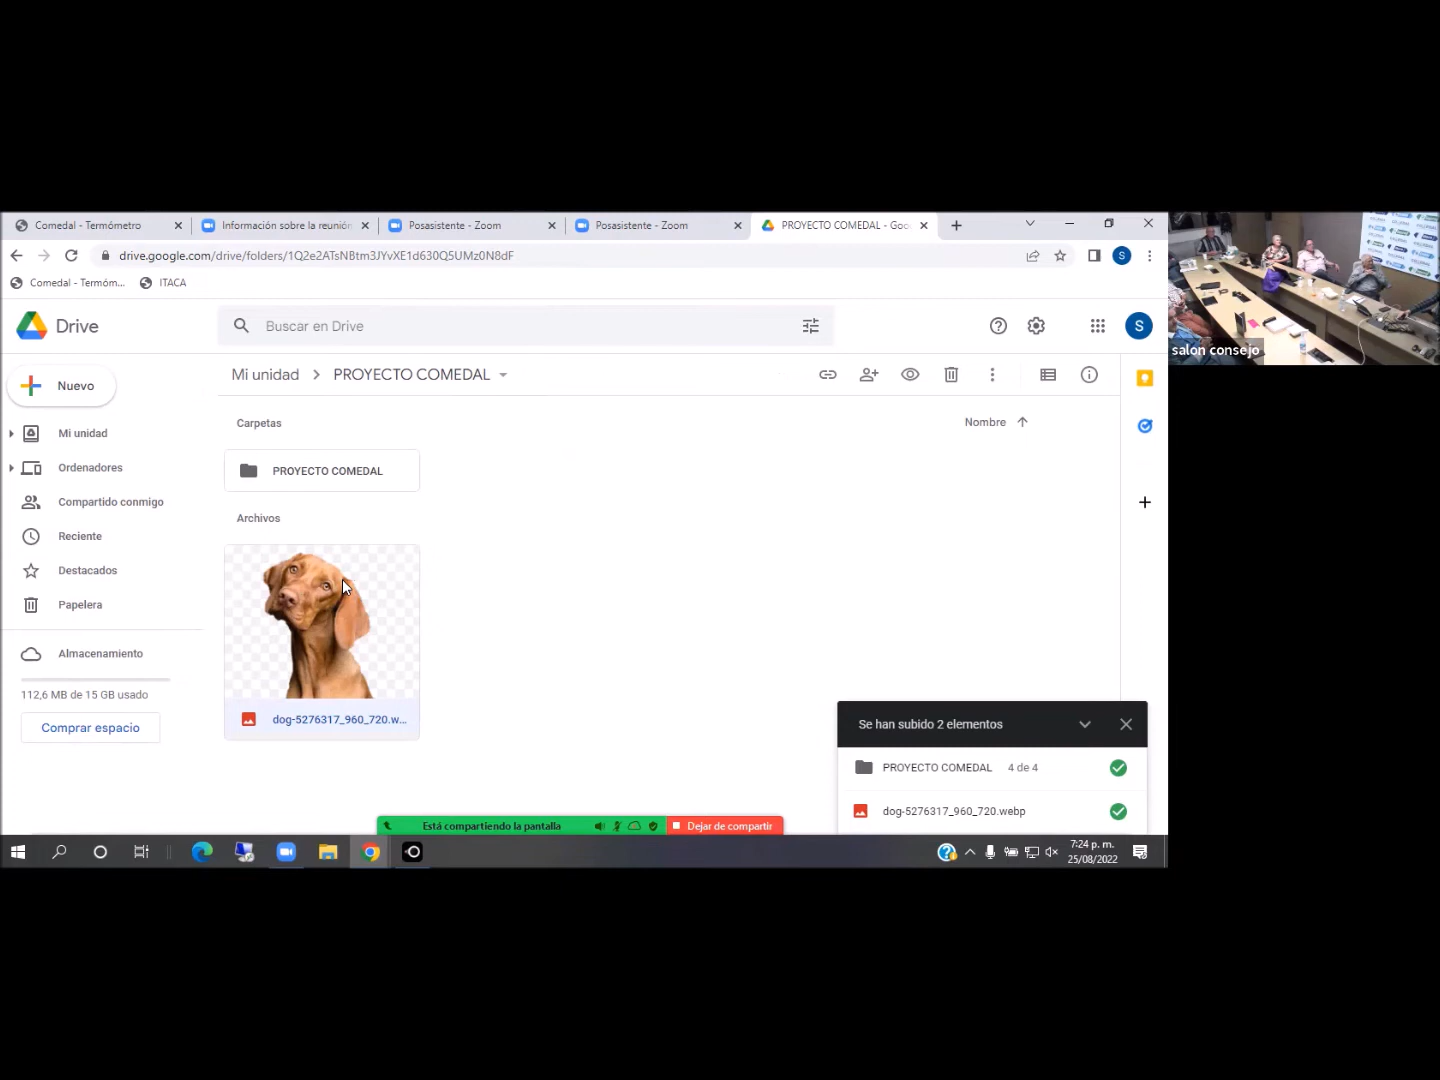 Comedal - Termómetro
Información sobre la reunión
Posasistente - Zoom
Posasistente - Zoom
PROYECTO COMEDAL - Goo
drive.google.com/drive/folders/1Q2e2ATsNBtm3JYvXE1d630Q5UMz0N8dF
S
Comedal - Termóm...
ITACA
Drive
Buscar en Drive
S
salon consejo
Nuevo
Mi unidad
PROYECTO COMEDAL
Carpetas
Nombre
Mi unidad
Ordenadores
PROYECTO COMEDAL
Compartido conmigo
Archivos
Reciente
Destacados
Papelera
Almacenamiento
112,6 MB de 15 GB usado
Comprar espacio
dog-5276317_960_720.w...
Se han subido 2 elementos
PROYECTO COMEDAL 4 de 4
dog-5276317_960_720.webp
Está compartiendo la pantalla
Dejar de compartir
7:24 p. m.
25/08/2022